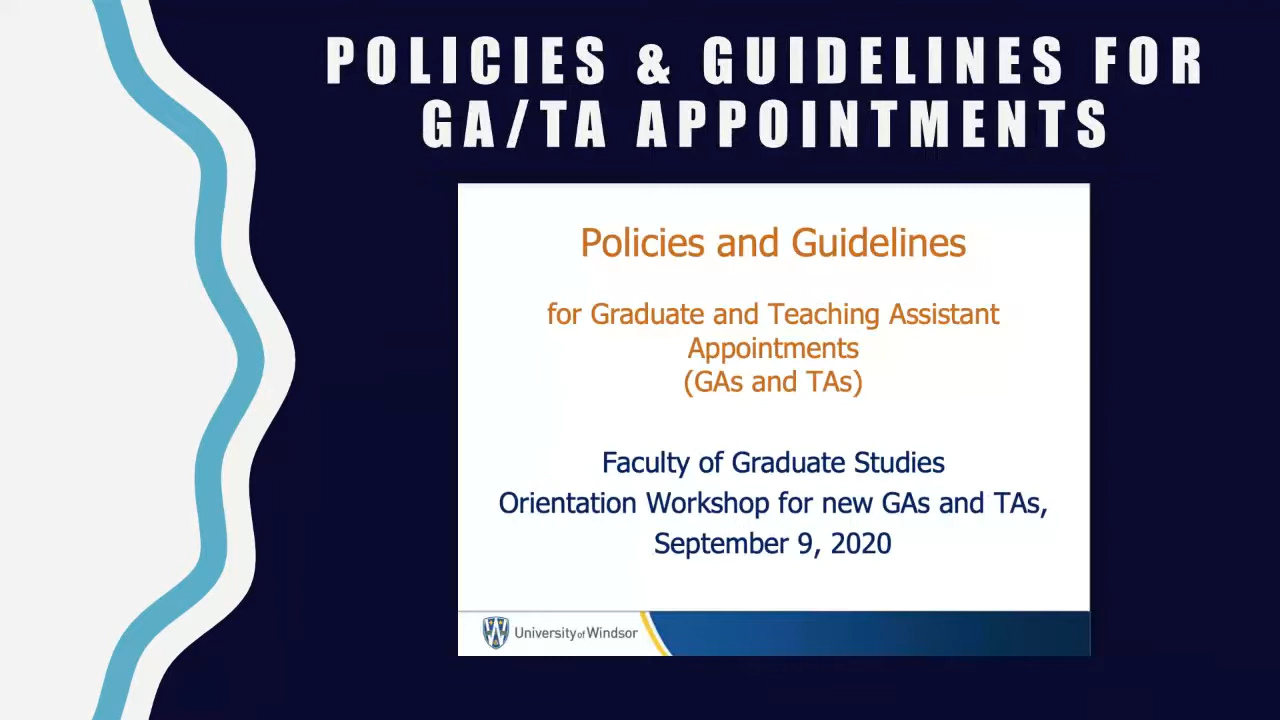 POLICIES & GUIDELINES FOR
GA/TA APPOINTMENTS
Policies and Guidelines
for Graduate and Teaching Assistant
Appointments
(GAs and TAs)
Faculty of Graduate Studies
Orientation Workshop for new GAs and TAs,
September 9, 2020
University of Windsor